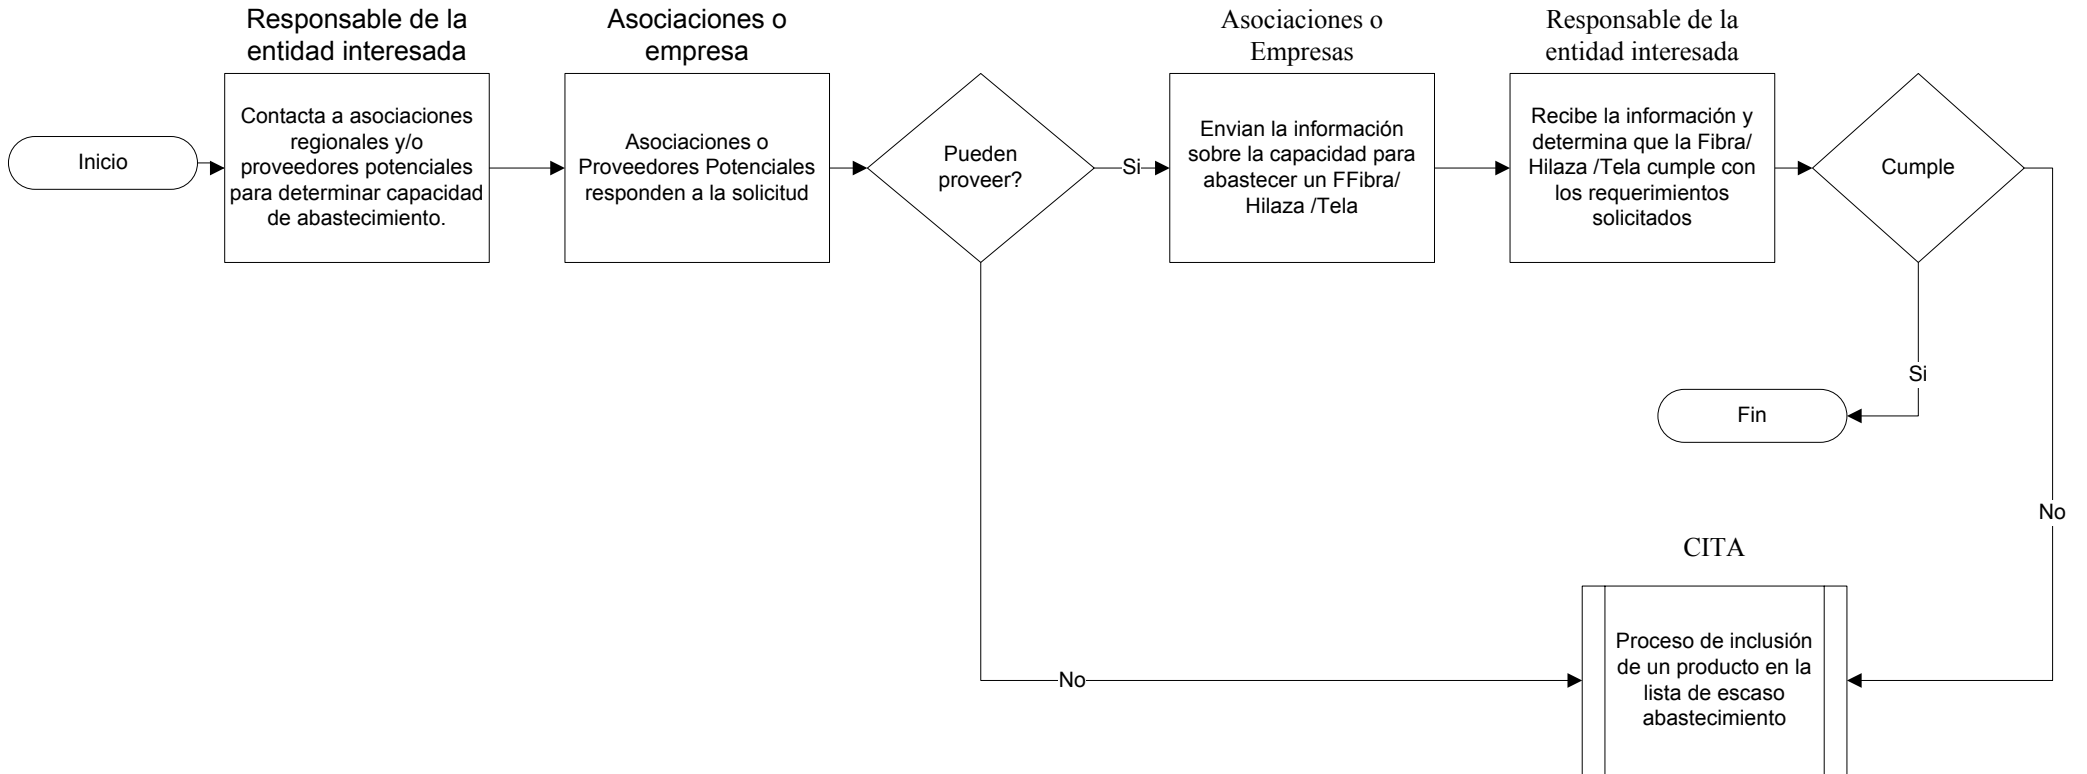 Responsable de la
entidad interesada
Asociaciones o
empresa
Asociaciones o
Empresas
Responsable de la
entidad interesada
Inicio
Contacta a asociaciones
regionales y/o
proveedores potenciales
para determinar capacidad
de abastecimiento.
Asociaciones o
Proveedores Potenciales
responden a la solicitud
Pueden
proveer?
Si
Envian la información
sobre la capacidad para
abastecer un FFibra/
Hilaza /Tela
Recibe la información y
determina que la Fibra/
Hilaza /Tela cumple con
los requerimientos
solicitados
Cumple
Si
Fin
No
CITA
Proceso de inclusión
de un producto en la
lista de escaso
abastecimiento
No